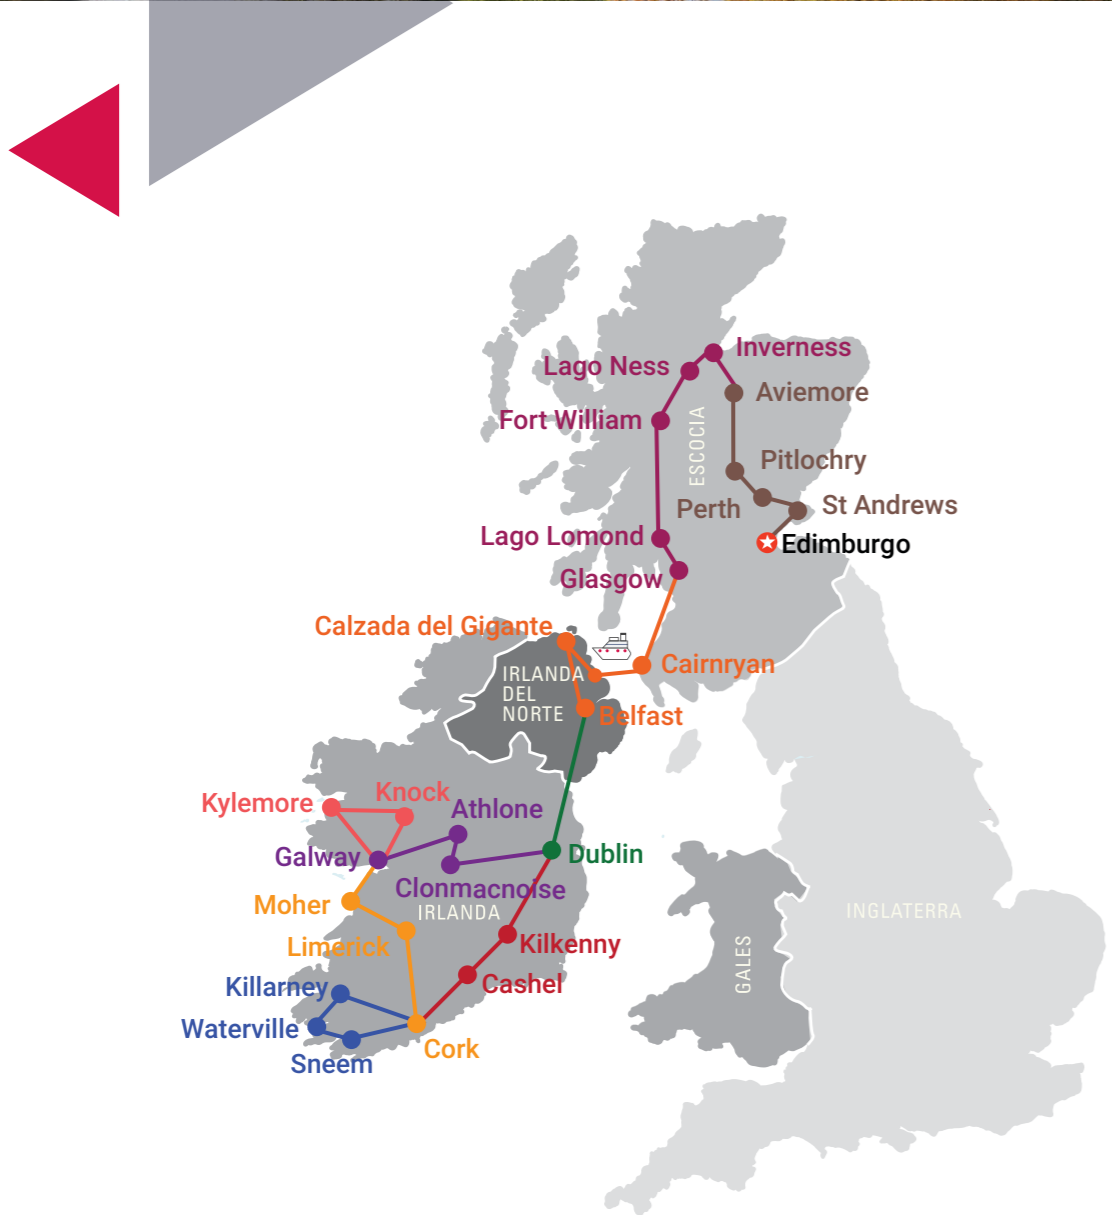 Inverness
Lago Ness
Aviemore
Fort William
ESCOCIA
Pitlochry
Perth
St Andrews
Lago Lomond
Edimburgo
Glasgow
Calzada del Gigante
Cairnryan
IRLANDA
DEL
NORTE
Belfast
Knock
Kylemore
Athlone
Galway
Dublin
Clonmacnoise
Moher
IRLANDA
INGLATERRA
Limerick
Kilkenny
GALES
Cashel
Killarney
Waterville
Cork
Sneem